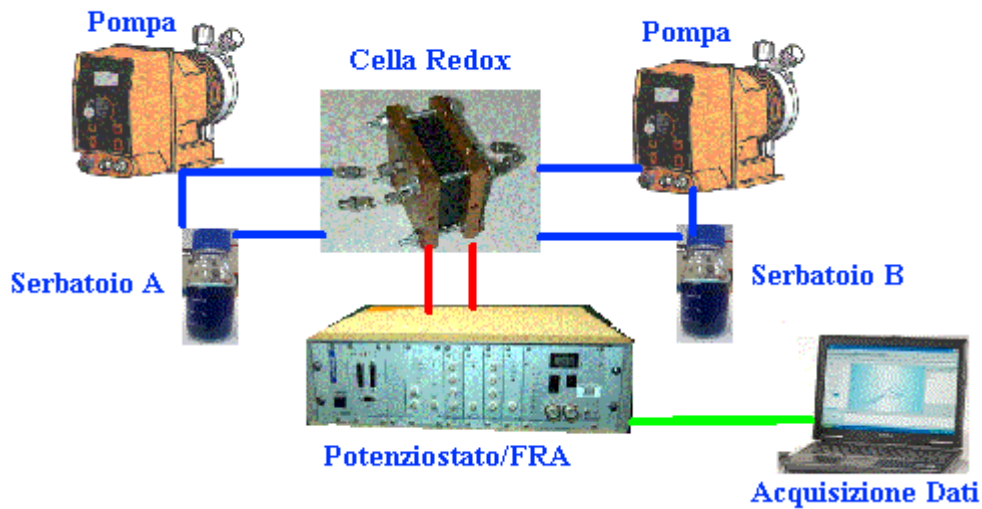 Pompa
Pompa
Cella Redox
Serbatoio A
Serbatoio B
Potenziostato/FRA
Acquisizione Dati